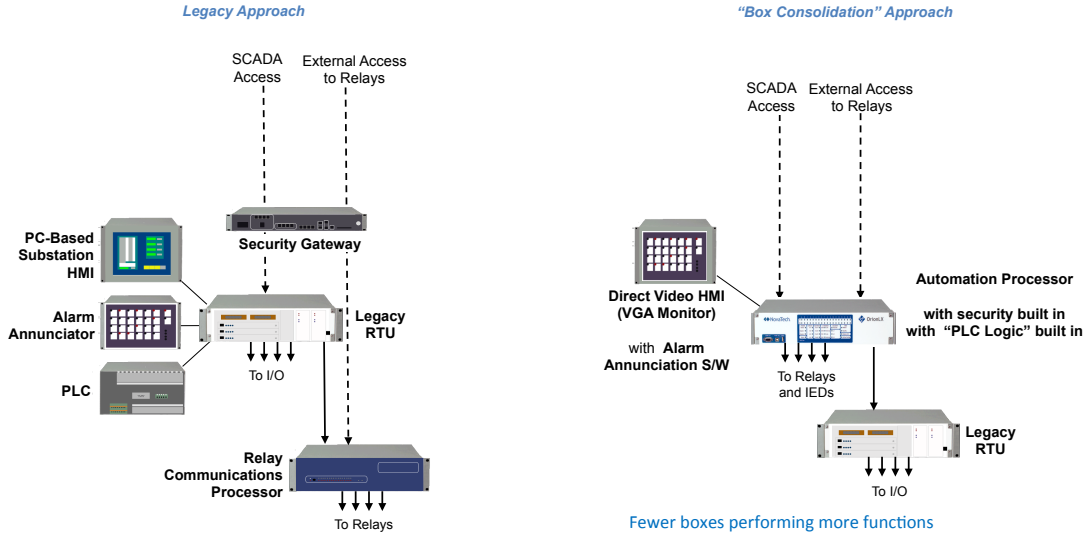 Legacy Approach
SCADA
Access
External Access
to Relays
Security Gateway
PC-Based
Substation
HMI
Alarm
Annunciator
PLC
Legacy
RTU
To I/O
Relay
Communications
Processor
To Relays
“Box Consolidation” Approach
SCADA
Access
External Access
to Relays
Direct Video HMI
(VGA Monitor)
with Alarm
Annunciation S/W
NovaTech
OrionLX
Automation Processor
with security built in
with “PLC Logic” built in
To Relays
and IEDs
Legacy
RTU
To I/O
Fewer boxes performing more functions